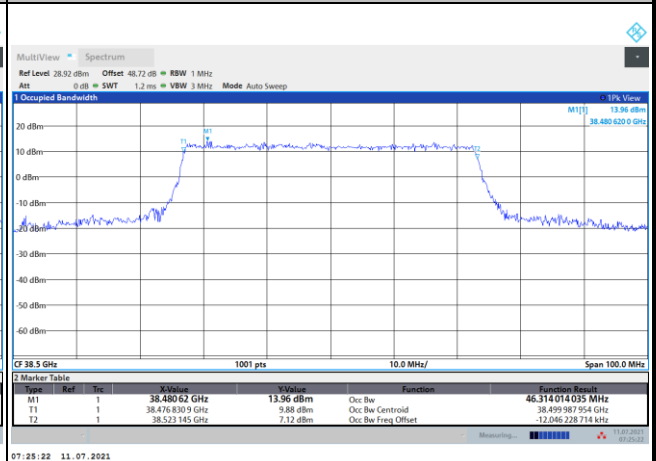 MultiView Spectrum
Ref Level 28.92 dBm Offset 48.72 dB RBW 1 MHz
Att 0 dB SWT 1.2 ms VBW 3 MHz Mode Auto Sweep
1 Occupied Bandwidth 1Pk View
M1[1] 13.96 dBm
38.480 620 0 GHz
20 dBm
M1
T1
T2
10 dBm
0 dBm
-10 dBm
-20 dBm
-30 dBm
-40 dBm
-50 dBm
-60 dBm
CF 38.5 GHz 1001 pts 10.0 MHz/ Span 100.0 MHz
2 Marker Table
Type Ref Trc X-Value Y-Value Function Function Result
M1 1 38.480 62 GHz 13.96 dBm Occ Bw 46.314 014 035 MHz
T1 1 38.476 830 9 GHz 9.88 dBm Occ Bw Centroid 38.499 987 954 GHz
T2 1 38.523 145 GHz 7.12 dBm Occ Bw Freq Offset -12.046 228 714 kHz
Measuring... 11.07.2021
07:25:22
07:25:22 11.07.2021